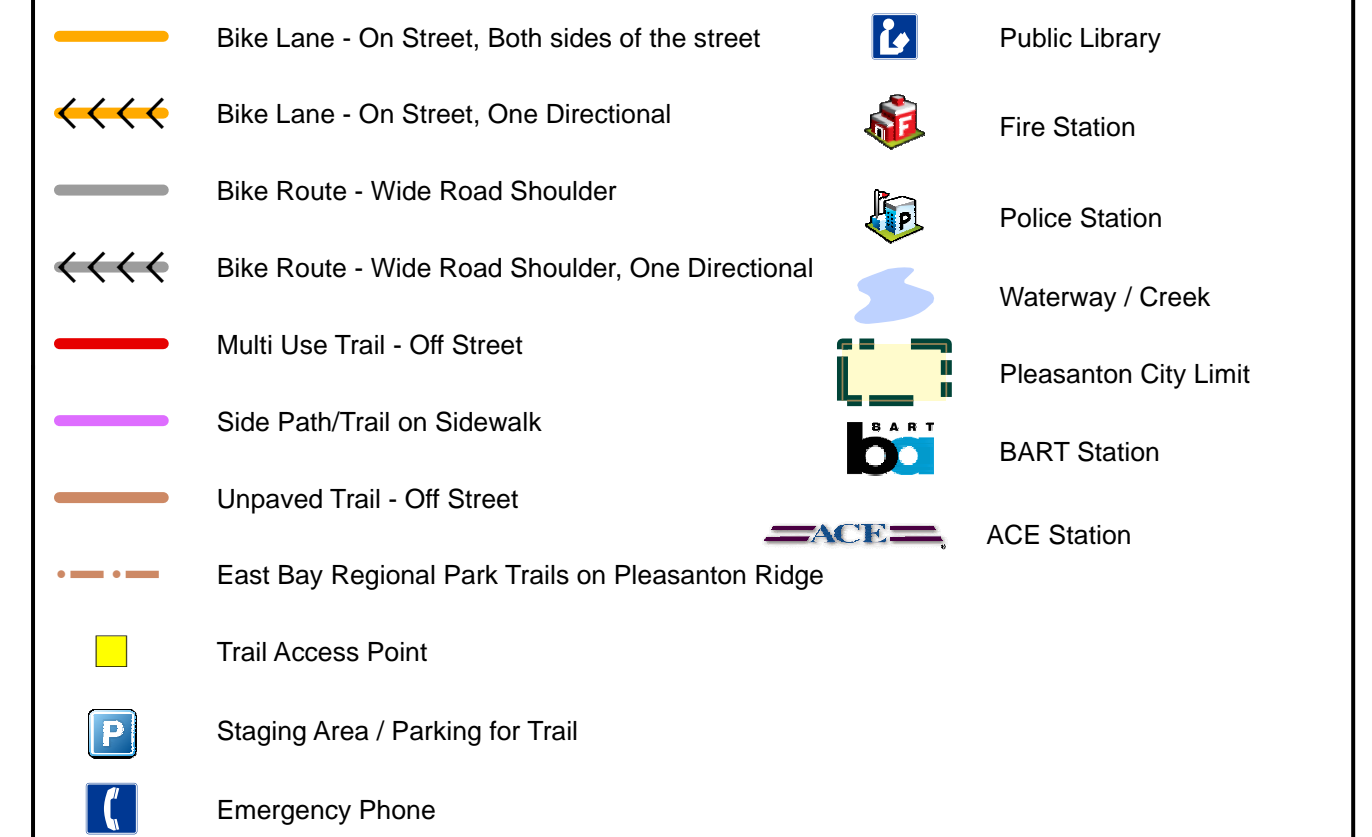 Bike Lane - On Street, Both sides of the street
Bike Lane - On Street, One Directional
Bike Route - Wide Road Shoulder
Bike Route - Wide Road Shoulder, One Directional
Multi Use Trail - Off Street
Side Path/Trail on Sidewalk
Unpaved Trail - Off Street
East Bay Regional Park Trails on Pleasanton Ridge
Trail Access Point
P
Staging Area / Parking for Trail
Emergency Phone
Public Library
F
Fire Station
P
Police Station
Waterway / Creek
Pleasanton City Limit
BART
ba
BART Station
ACE
ACE Station